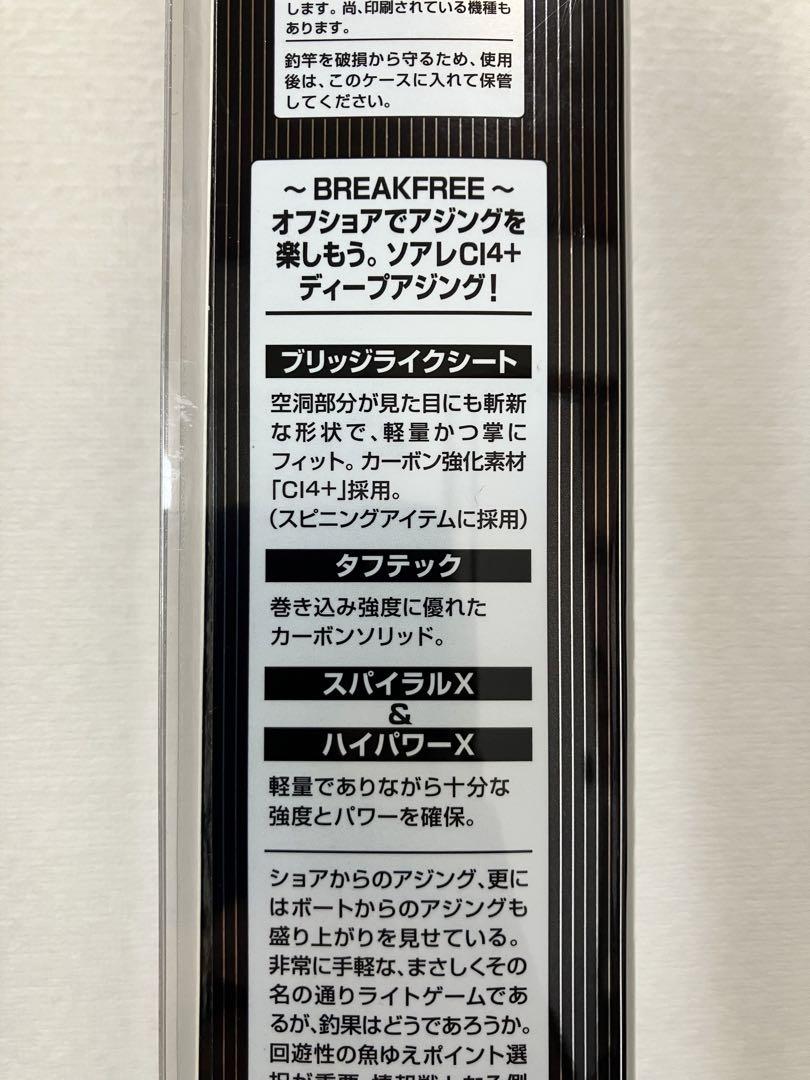 します。尚、印刷されている機種も
あります。
釣竿を破損から守るため、使用
後は、このケースに入れて保管
してください。
～BREAKFREE～
オフショアでアジングを
楽しもう。ソアレCI4+
ディープアジング!
ブリッジライクシート
空洞部分が見た目にも斬新
な形状で、軽量かつ掌に
フィット。カーボン強化素材
「CI4+」採用。
(スピニングアイテムに採用)
タフテック
巻き込み強度に優れた
カーボンソリッド。
スパイラルX
&
ハイパワーX
軽量でありながら十分な
強度とパワーを確保。
ショアからのアジング、更に
はボートからのアジングも
盛り上がりを見せている。
非常に手軽な、まさしくその
名の通りライトゲームであ
るが、釣果はどうであろうか。
回遊性の魚ゆえポイント選
択が重要、情報戦となる側